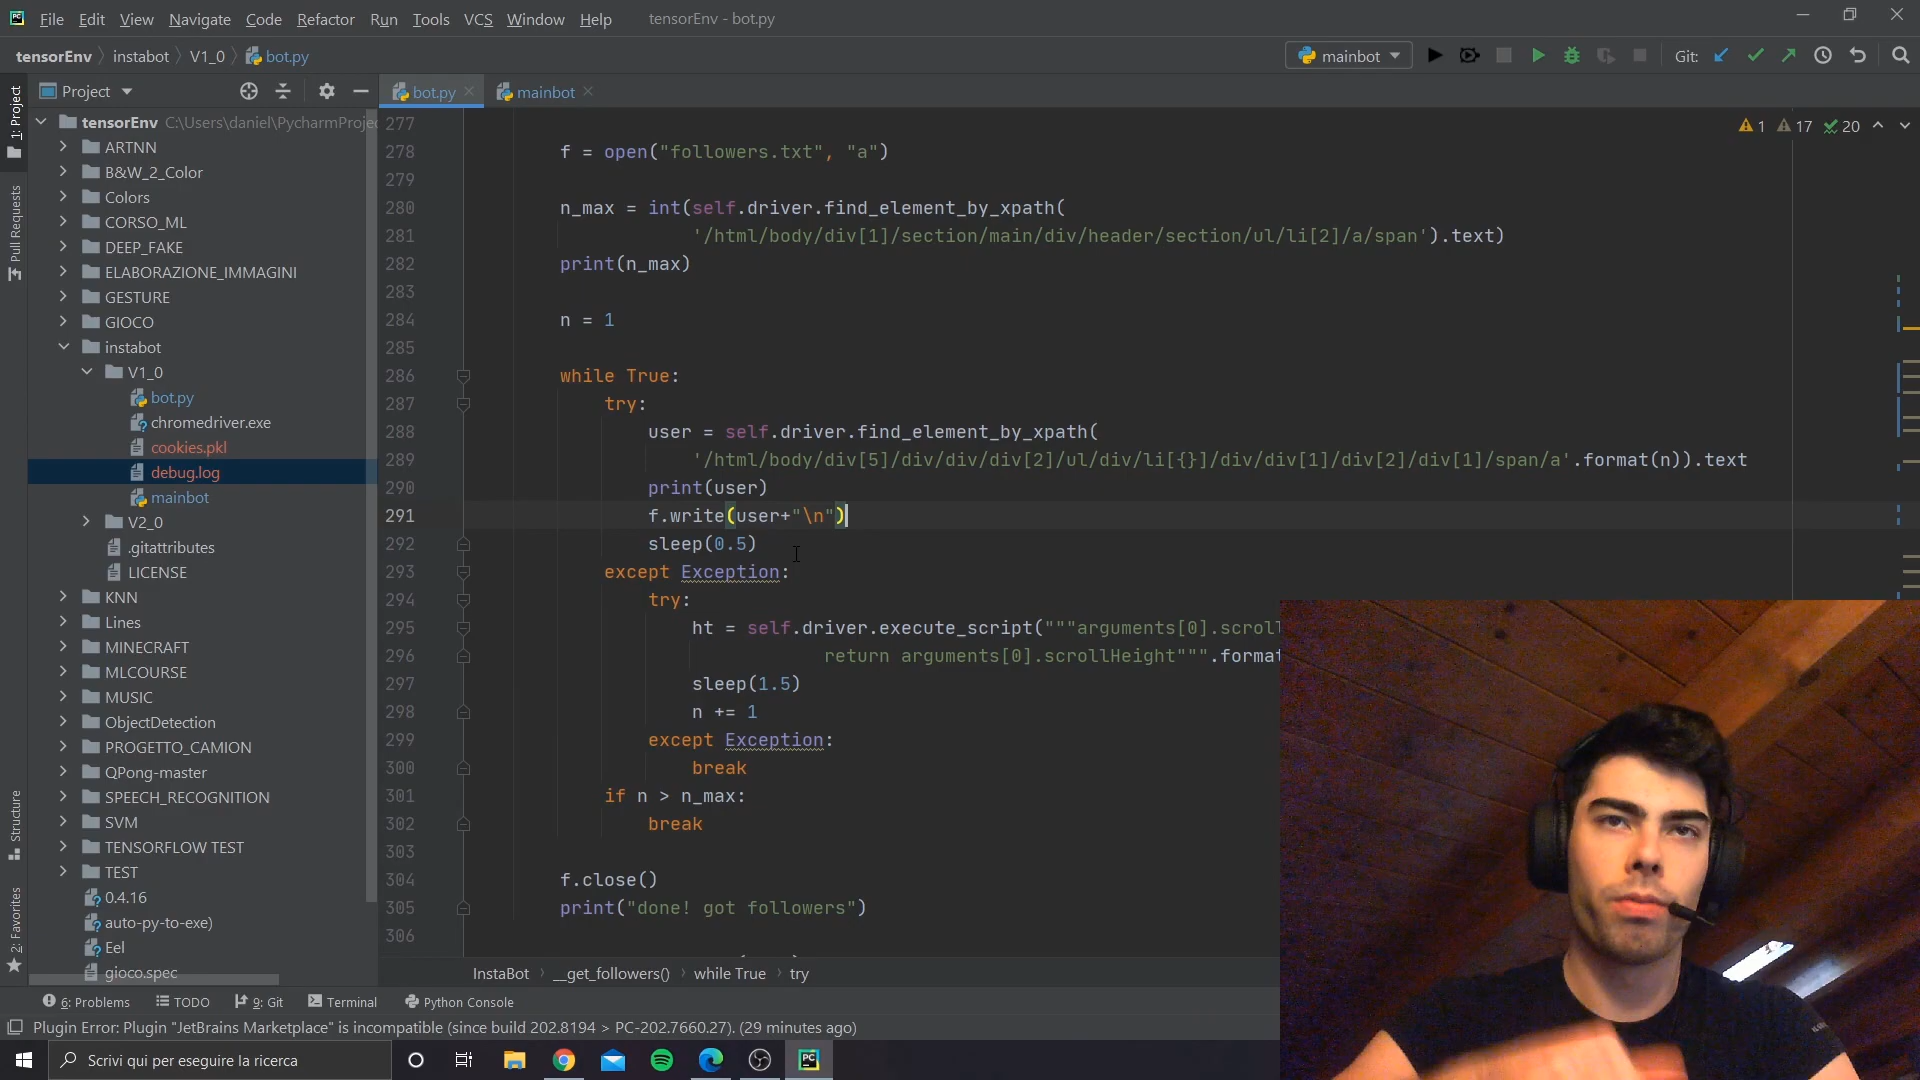 File Edit View Navigate Code Refactor Run Tools VCS Window Help tensorEnv - bot.py
tensorEnv instabot V1_0 bot.py mainbot Git:
Project bot.py mainbot
1: Project
Pull Requests
Structure
2: Favorites
tensorEnv C:\Users\daniel\PycharmProjec
ARTNN
B&W_2_Color
Colors
CORSO_ML
DEEP_FAKE
ELABORAZIONE_IMMAGINI
GESTURE
GIOCO
instabot
V1_0
bot.py
chromedriver.exe
cookies.pkl
debug.log
mainbot
V2_0
.gitattributes
LICENSE
KNN
Lines
MINECRAFT
MLCOURSE
MUSIC
ObjectDetection
PROGETTO_CAMION
QPong-master
SPEECH_RECOGNITION
SVM
TENSORFLOW TEST
TEST
0.4.16
auto-py-to-exe)
Eel
gioco.spec
1 17 20
277
278 f = open("followers.txt", "a")
279
280 n_max = int(self.driver.find_element_by_xpath(
281 '/html/body/div[1]/section/main/div/header/section/ul/li[2]/a/span').text)
282 print(n_max)
283
284 n = 1
285
286 while True:
287 try:
288 user = self.driver.find_element_by_xpath(
289 '/html/body/div[5]/div/div/div[2]/ul/div/li[{}]/div/div[1]/div[2]/div[1]/span/a'.format(n)).text
290 print(user)
291 f.write(user+"\n")
292 sleep(0.5)
293 except Exception:
294 try:
295 ht = self.driver.execute_script("""arguments[0].scroll
296 return arguments[0].scrollHeight""".format
297 sleep(1.5)
298 n += 1
299 except Exception:
300 break
301 if n > n_max:
302 break
303
304 f.close()
305 print("done! got followers")
306
InstaBot __get_followers() while True try
6: Problems TODO 9: Git Terminal Python Console
Plugin Error: Plugin "JetBrains Marketplace" is incompatible (since build 202.8194 > PC-202.7660.27). (29 minutes ago)
Scrivi qui per eseguire la ricerca